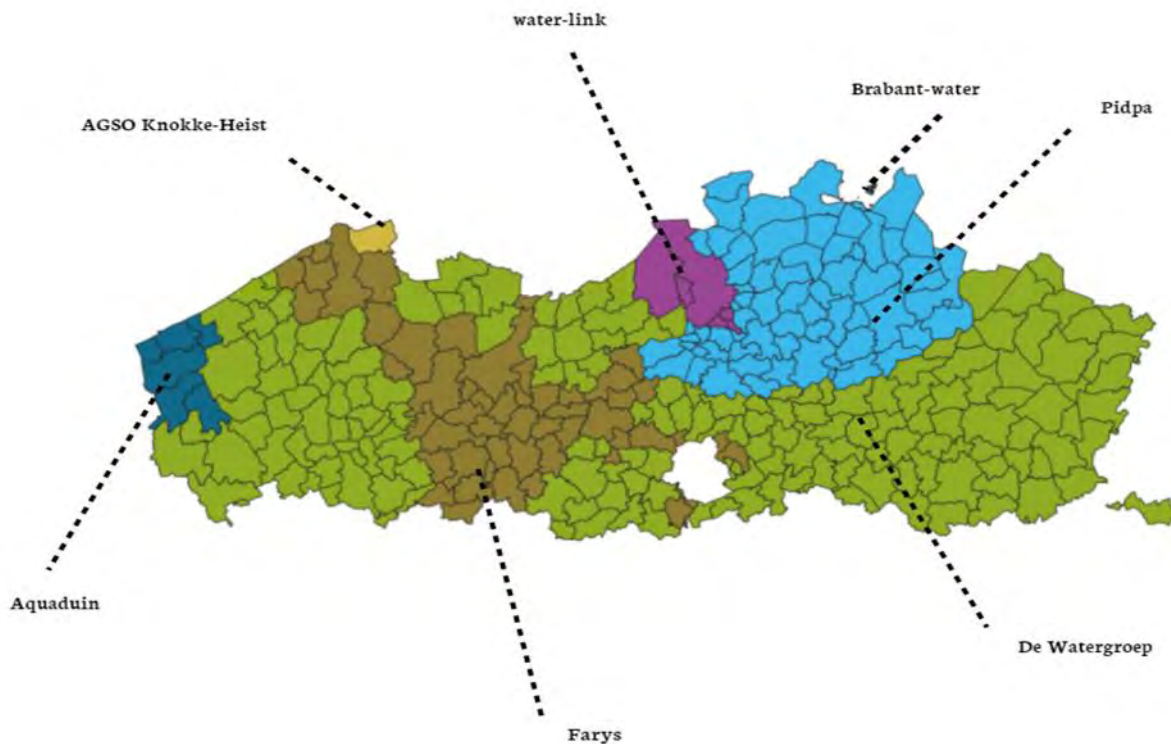 water-link
Brabant-water
Pidpa
AGSO Knokke-Heist
Aquaduin
De Watergroep
Farys